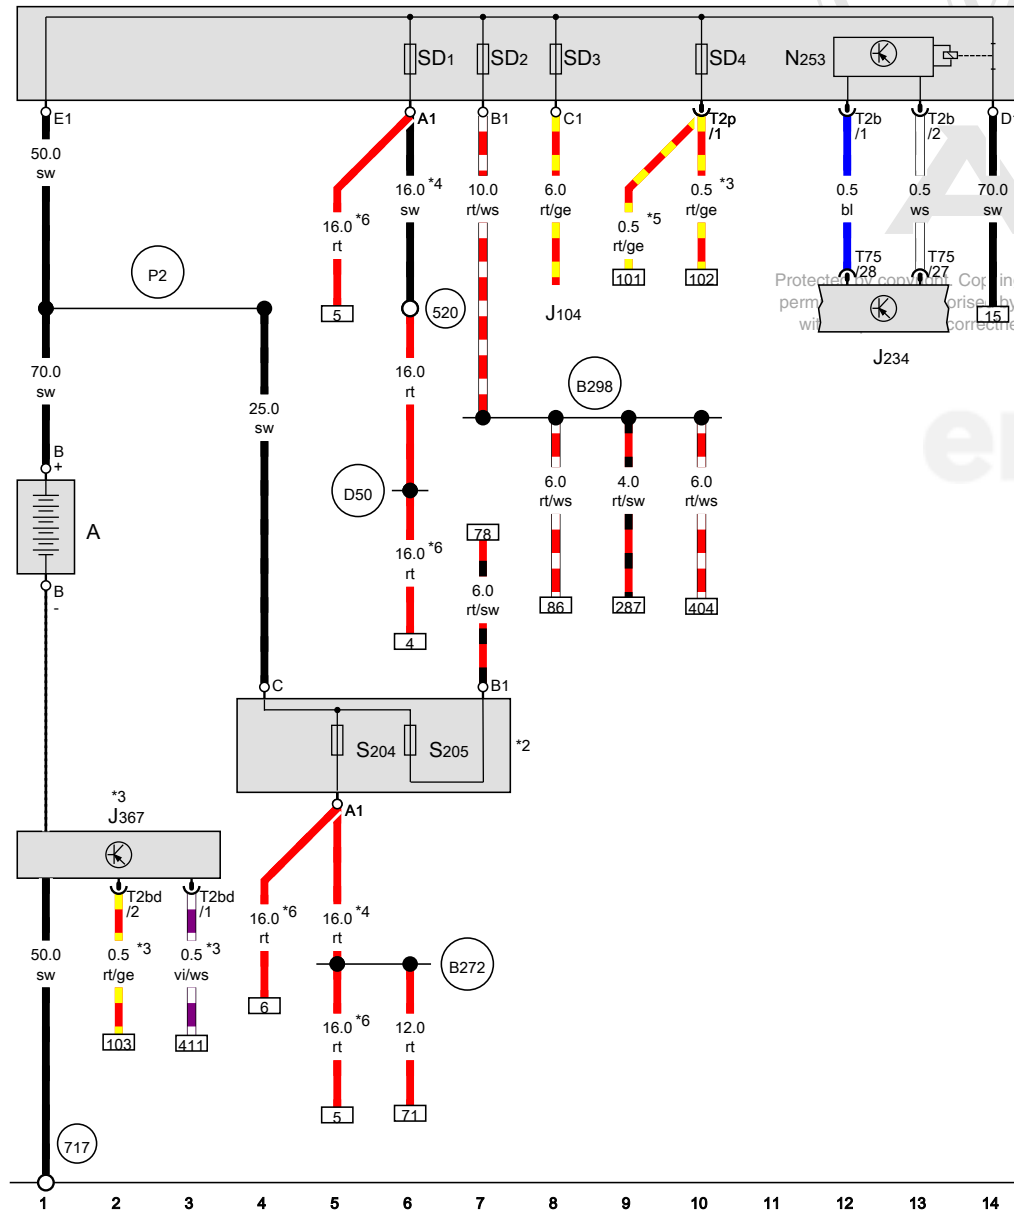 SD1 SD2 SD3 SD4 N253
E1 A1 B1 C1 T2p /1 T2b /1 T2b /2
50.0 sw
16.0 *4 sw
10.0 rt/ws
6.0 rt/ge
0.5 *3 rt/ge
0.5 bl
0.5 ws
70.0 sw
16.0 *6 rt
0.5 *5 rt/ge
T75 /28
T75 /27
P2
5
520
101
102
15
J104
J234
70.0 sw
25.0 sw
16.0 rt
B298
B +
A
B -
D50
6.0 rt/ws
4.0 rt/sw
6.0 rt/ws
16.0 *6 rt
78
6.0 rt/sw
86
287
404
4
C
B1
S204
S205
*2
*3
J367
A1
T2bd /2
T2bd /1
50.0 sw
0.5 *3 rt/ge
0.5 *3 vi/ws
16.0 *6 rt
16.0 *4 rt
B272
6
103
411
16.0 *6 rt
12.0 rt
5
71
717
1 2 3 4 5 6 7 8 9 10 11 12 13 14